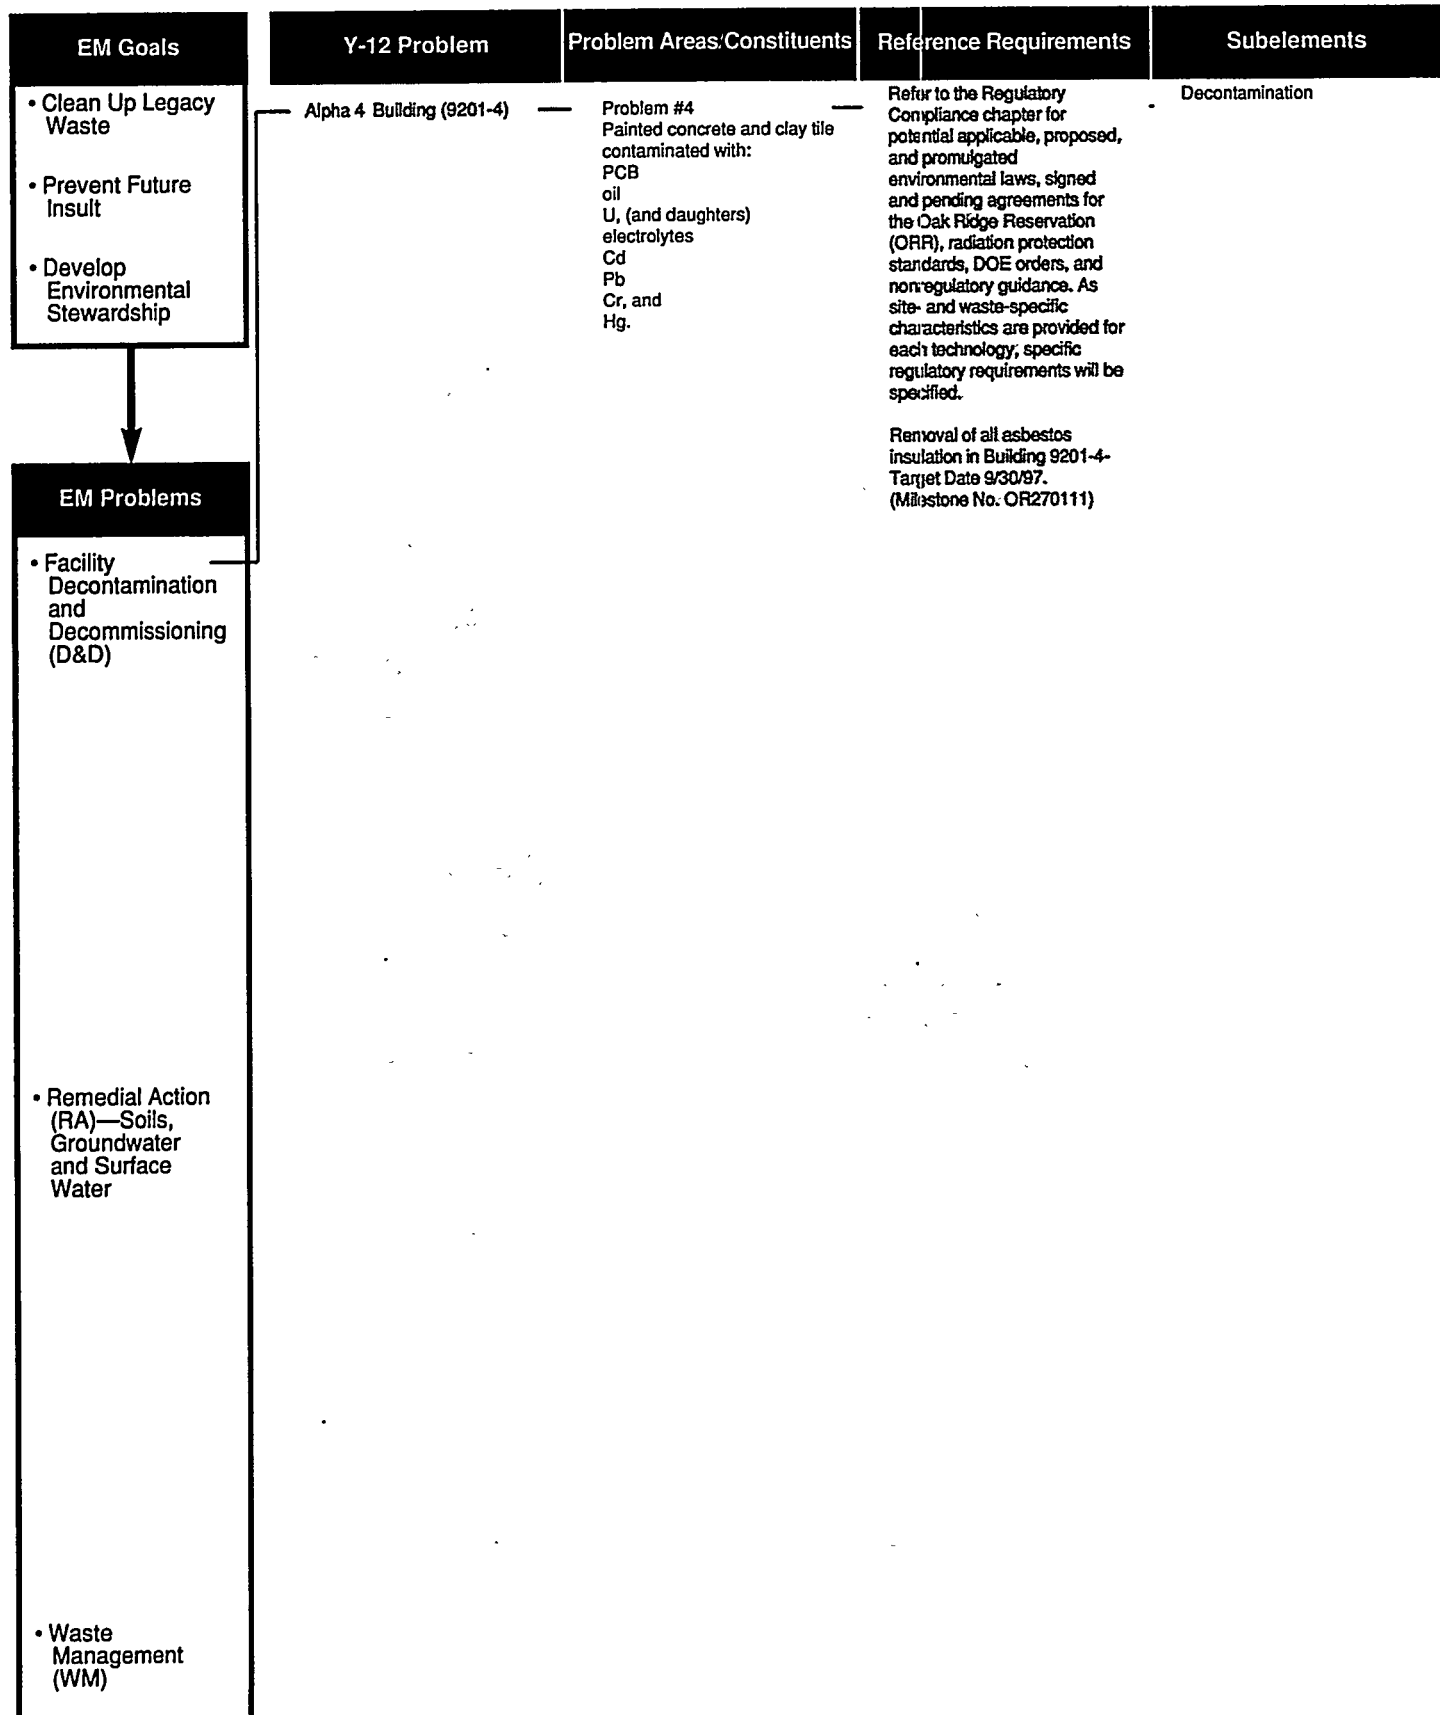 EM Goals
• Clean Up Legacy
Waste
• Prevent Future
Insult
• Develop
Environmental
Stewardship
EM Problems
• Facility
Decontamination
and
Decommissioning
(D&D)
• Remedial Action
(RA)—Soils,
Groundwater
and Surface
Water
• Waste
Management
(WM)
Y-12 Problem
Alpha 4 Building (9201-4)
Problem Areas/Constituents
Problem #4
Painted concrete and clay tile
contaminated with:
PCB
oil
U, (and daughters)
electrolytes
Cd
Pb
Cr, and
Hg.
Reference Requirements
Refer to the Regulatory
Compliance chapter for
potential applicable, proposed,
and promulgated
environmental laws, signed
and pending agreements for
the Oak Ridge Reservation
(ORR), radiation protection
standards, DOE orders, and
nonregulatory guidance. As
site- and waste-specific
characteristics are provided for
each technology, specific
regulatory requirements will be
specified.
Removal of all asbestos
insulation in Building 9201-4-
Target Date 9/30/97.
(Milestone No. OR270111)
Subelements
Decontamination